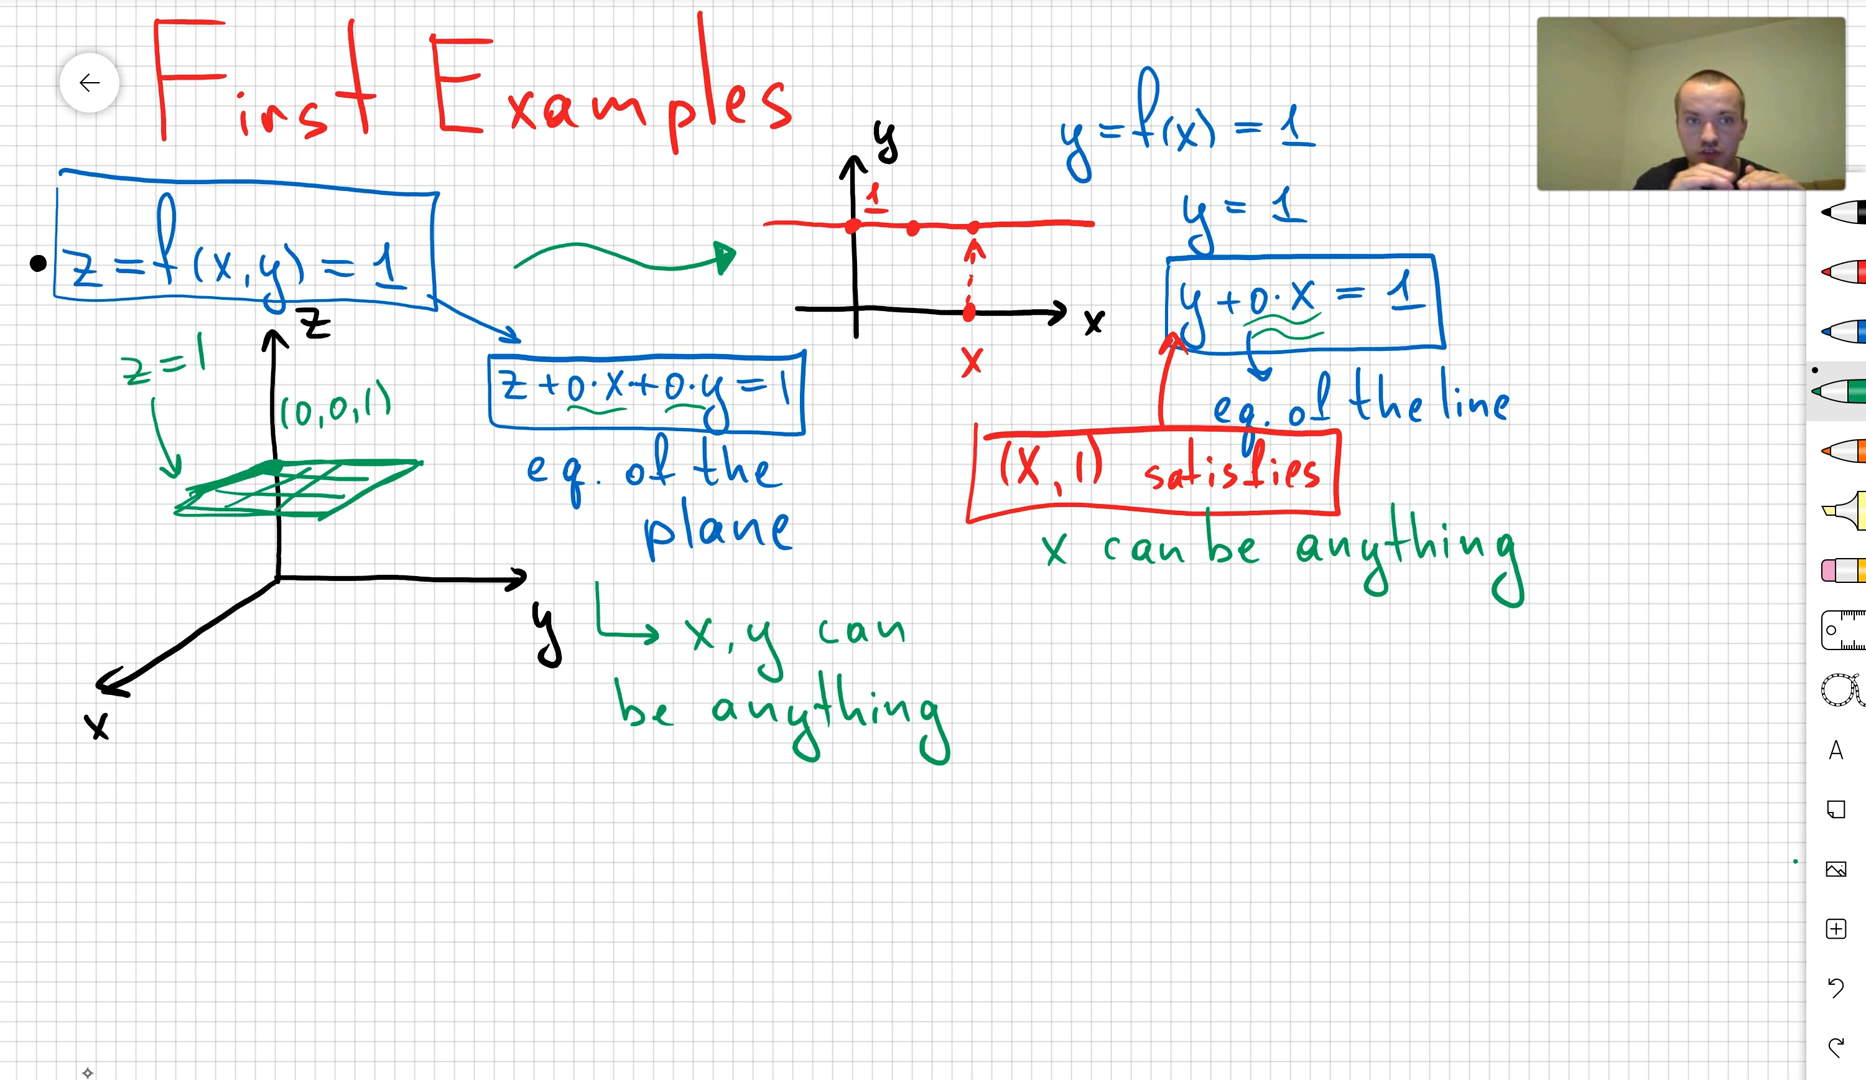 First Examples
z = f(x,y) = 1
z
z = 1
(0,0,1)
y
x
z + 0·x + 0·y = 1
eq. of the
plane
x, y can
be anything
y
1
x
x
y = f(x) = 1
y = 1
y + 0·x = 1
eq. of the line
(x,1) satisfies
x can be anything
A